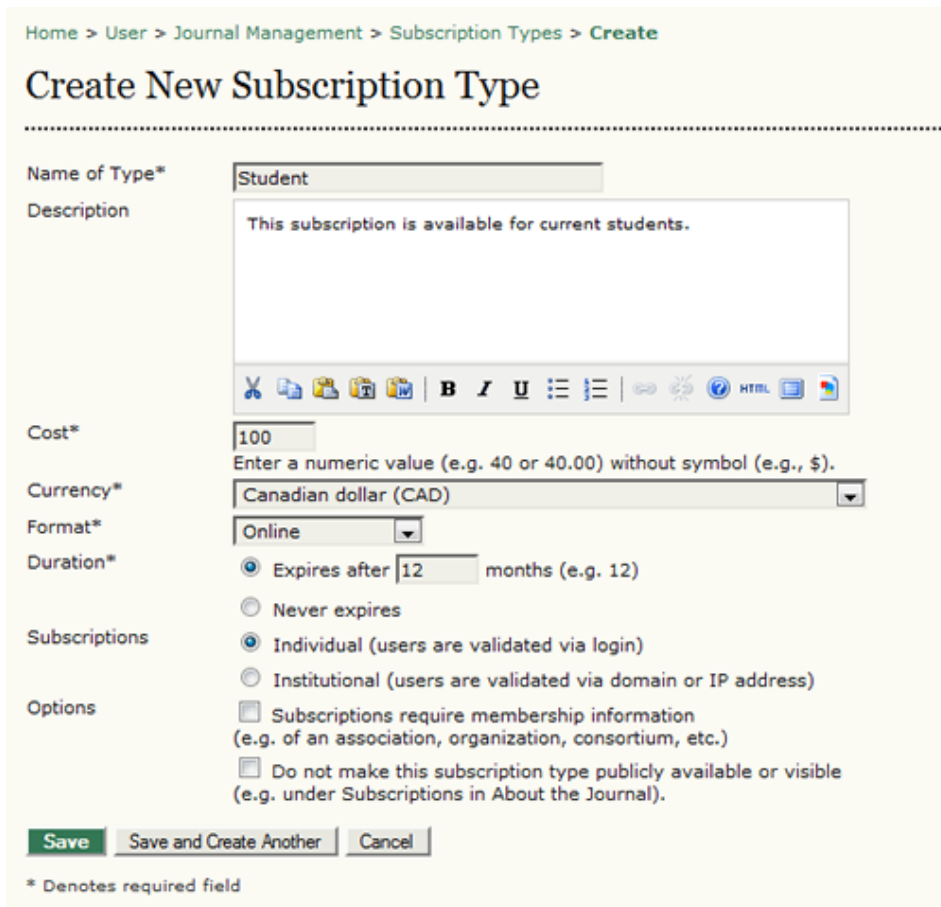 Home > User > Journal Management > Subscription Types > Create
Create New Subscription Type
Name of Type* Student
Description This subscription is available for current students.
B I U HTML
Cost* 100
Enter a numeric value (e.g. 40 or 40.00) without symbol (e.g., $).
Currency* Canadian dollar (CAD)
Format* Online
Duration* Expires after 12 months (e.g. 12)
Never expires
Subscriptions Individual (users are validated via login)
Institutional (users are validated via domain or IP address)
Options Subscriptions require membership information
(e.g. of an association, organization, consortium, etc.)
Do not make this subscription type publicly available or visible
(e.g. under Subscriptions in About the Journal).
Save Save and Create Another Cancel
* Denotes required field